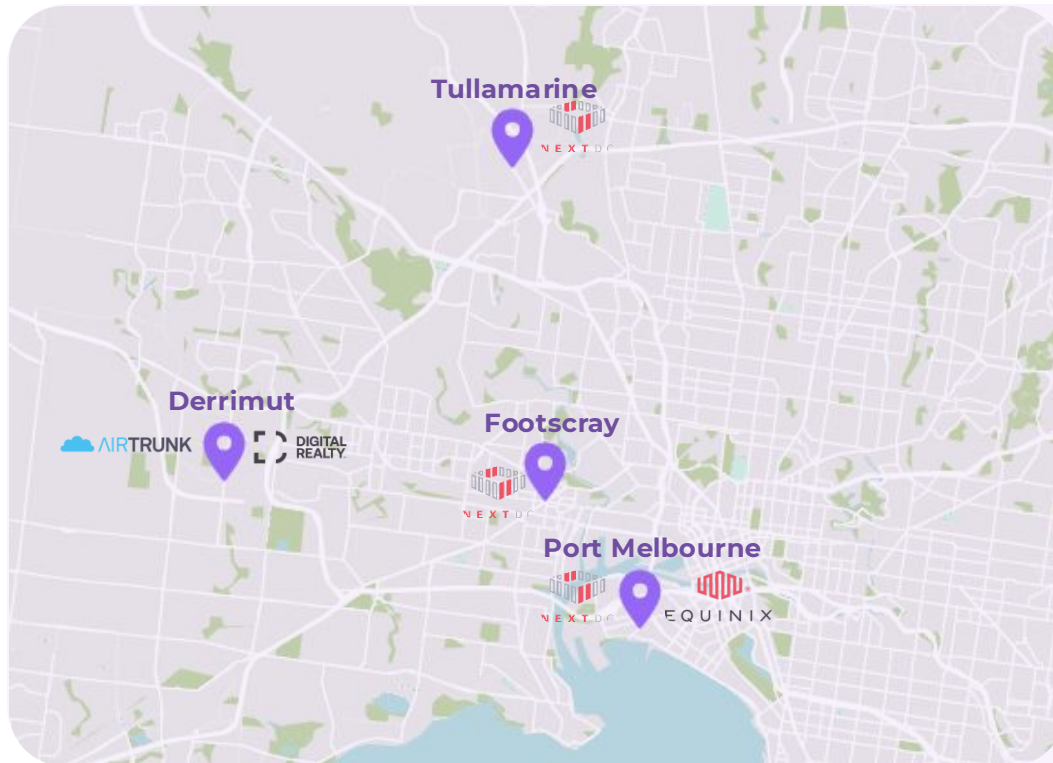 Tullamarine
NEXTDC
Derrimut
AIRTRUNK
DIGITAL
REALTY
Footscray
NEXTDC
Port Melbourne
NEXTDC
EQUINIX